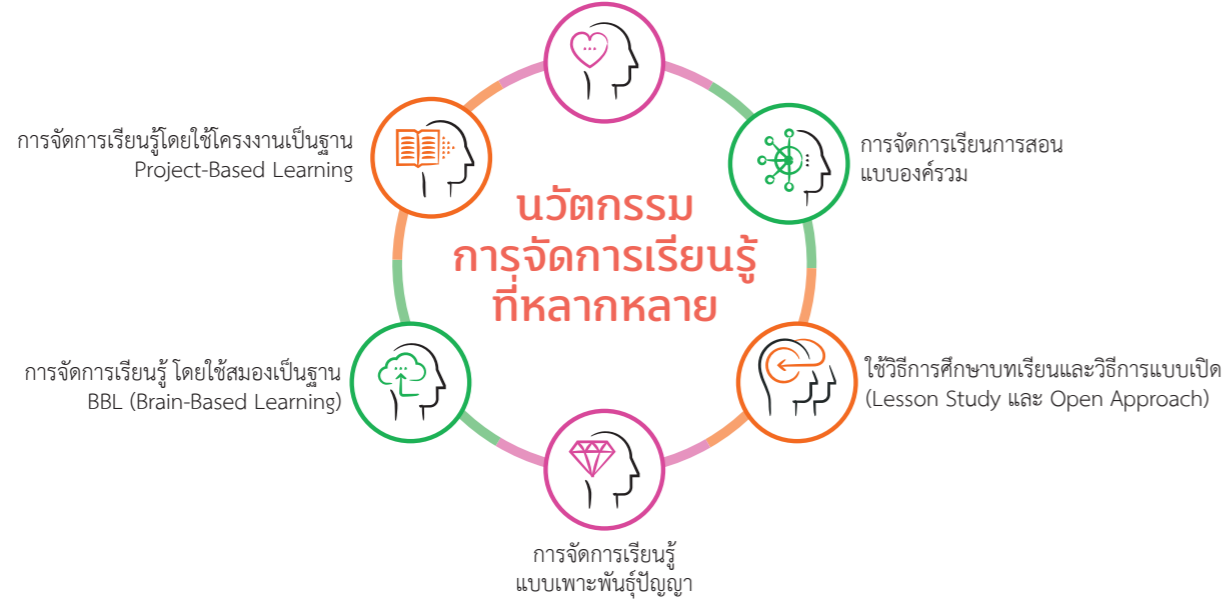 นวัตกรรม
การจัดการเรียนรู้
ที่หลากหลาย
การจัดการเรียนการสอน
แบบองค์รวม
ใช้วิธีการศึกษาบทเรียนและวิธีการแบบเปิด
(Lesson Study และ Open Approach)
การจัดการเรียนรู้
แบบเพาะพันธุ์ปัญญา
การจัดการเรียนรู้ โดยใช้สมองเป็นฐาน
BBL (Brain-Based Learning)
การจัดการเรียนรู้โดยใช้โครงงานเป็นฐาน
Project-Based Learning